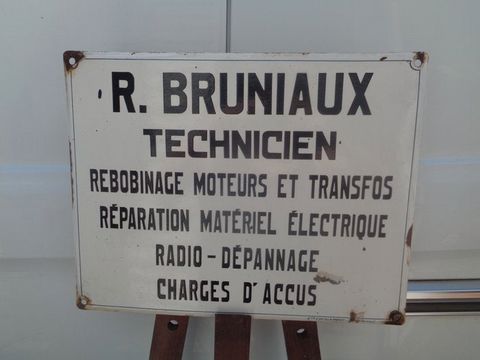 R. BRUNIAUX
TECHNICIEN
REBOBINAGE MOTEURS ET TRANSFOS
RÉPARATION MATÉRIEL ÉLECTRIQUE
RADIO-DÉPANNAGE
CHARGES D'ACCUS